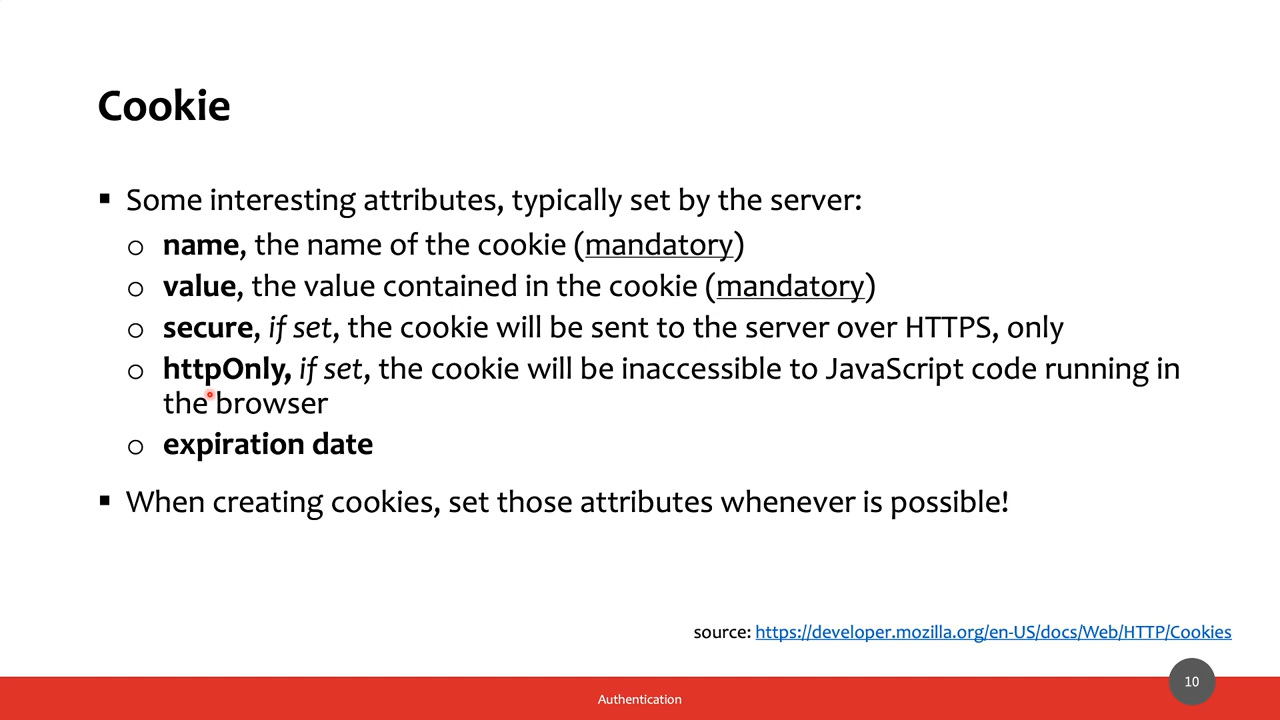 Cookie
▪ Some interesting attributes, typically set by the server:
o name, the name of the cookie (mandatory)
o value, the value contained in the cookie (mandatory)
o secure, if set, the cookie will be sent to the server over HTTPS, only
o httpOnly, if set, the cookie will be inaccessible to JavaScript code running in
the browser
o expiration date
▪ When creating cookies, set those attributes whenever is possible!
source: https://developer.mozilla.org/en-US/docs/Web/HTTP/Cookies
10
Authentication